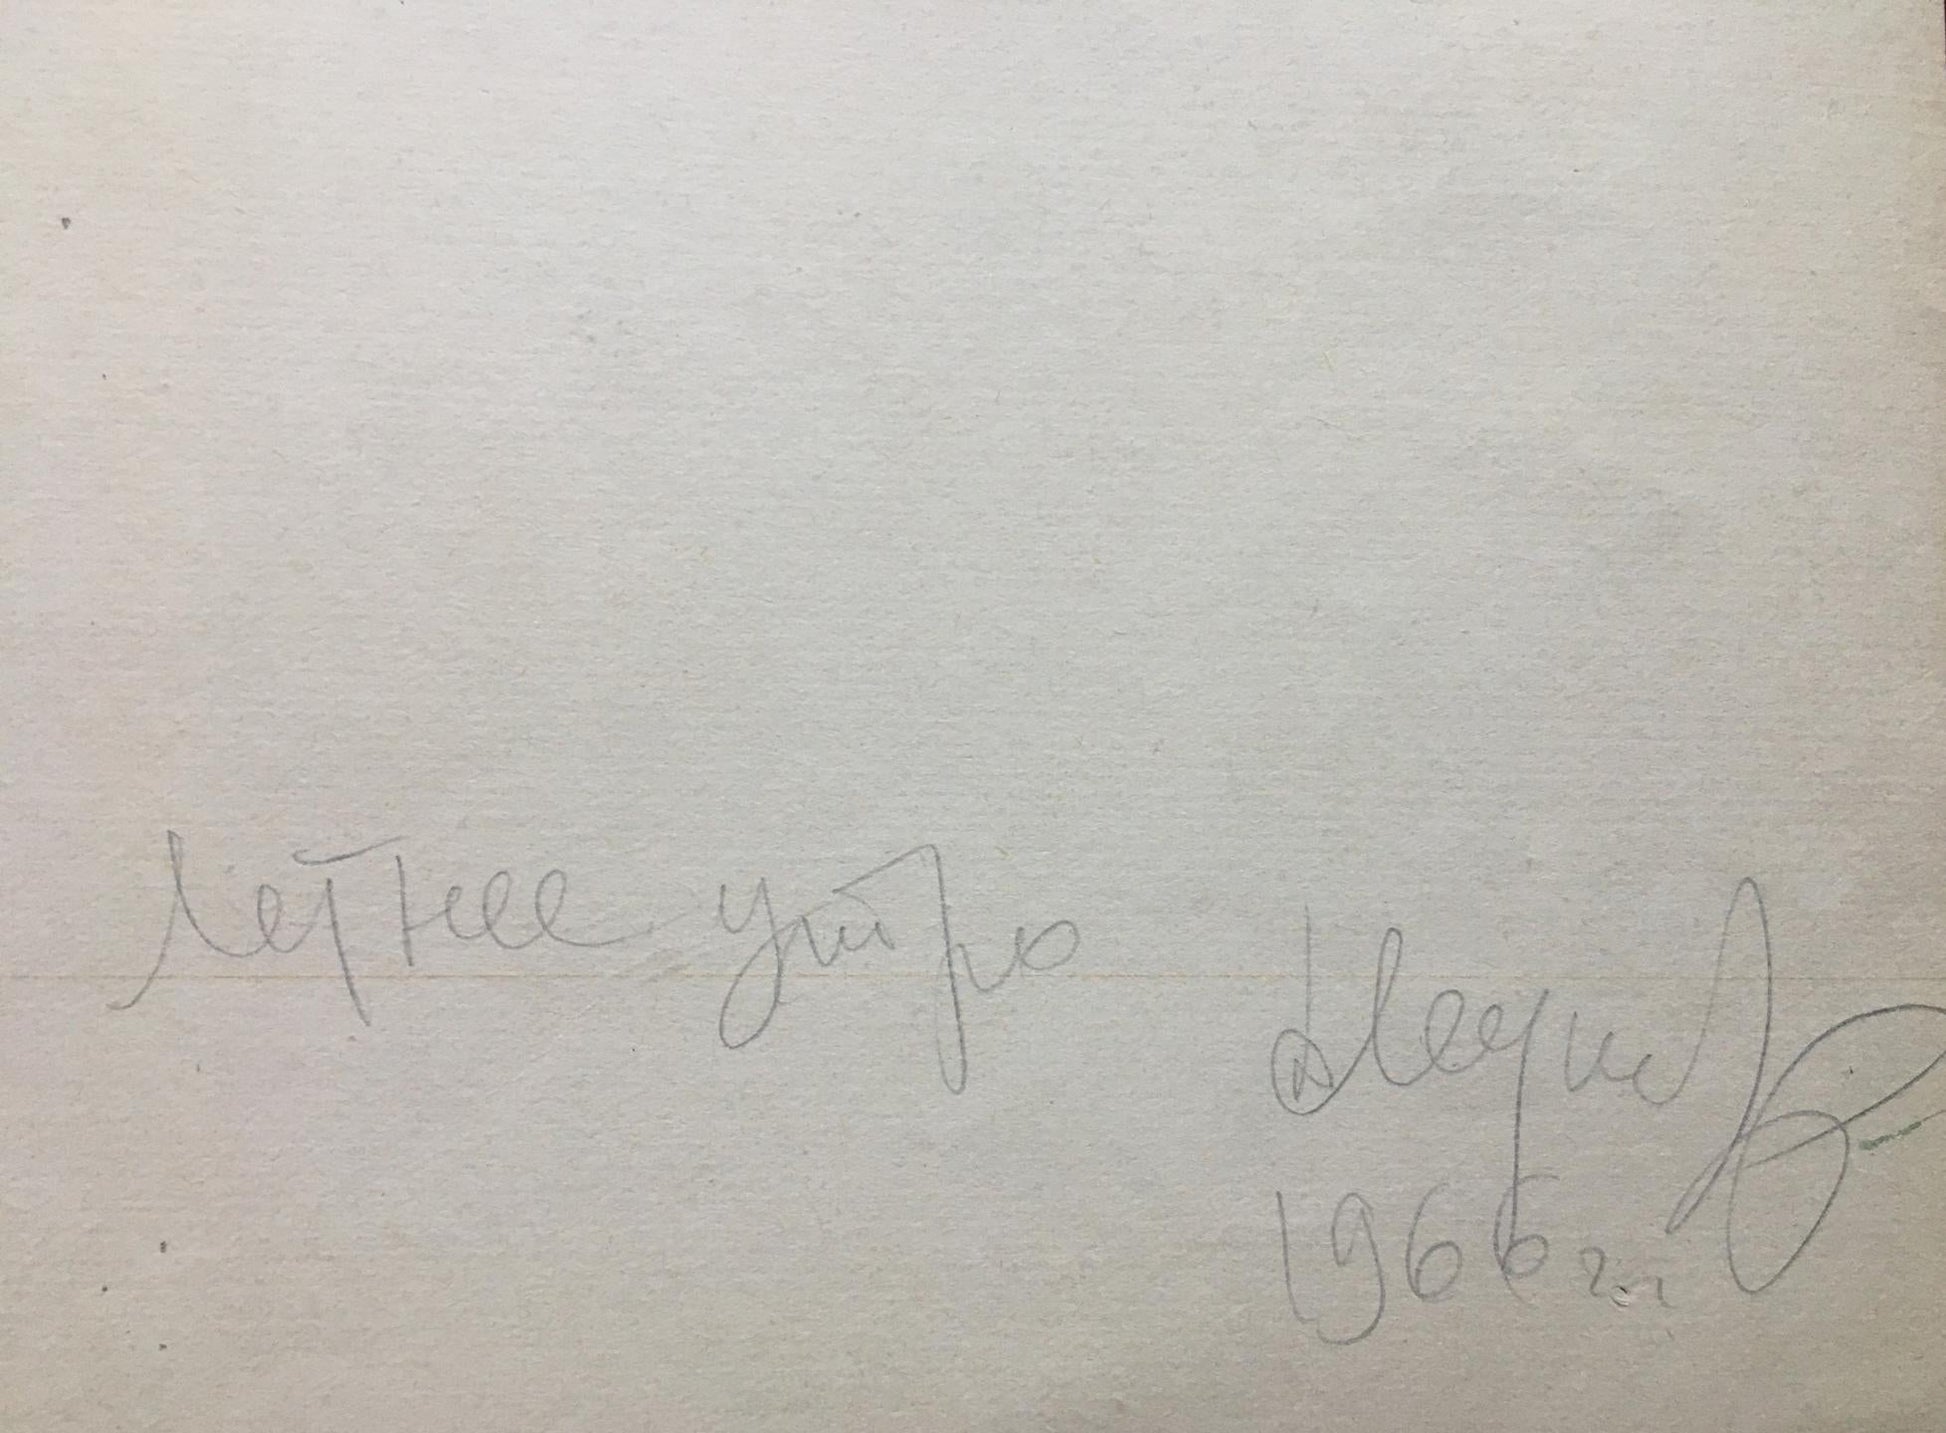 Летнее утро
1966 г.